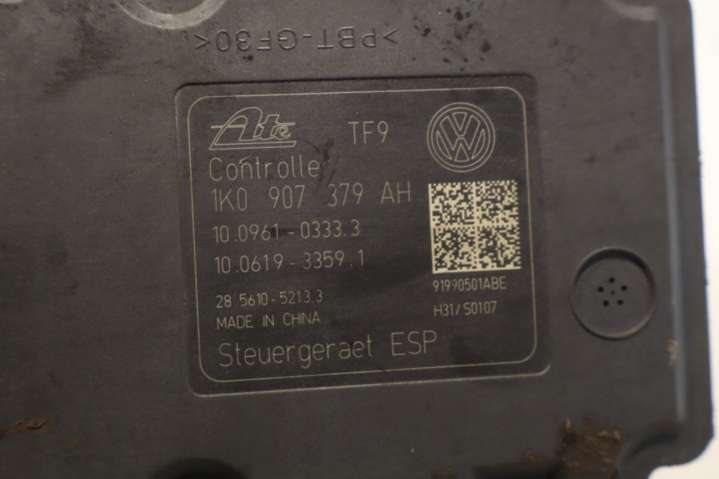 >PBT-GF30<
Ate TF9
Controller
1K0 907 379 AH
10.0961-0333.3
10.0619-3359.1
28.5610-5213.3
MADE IN CHINA
Steuergeraet ESP
91990501ABE
H31/S0107